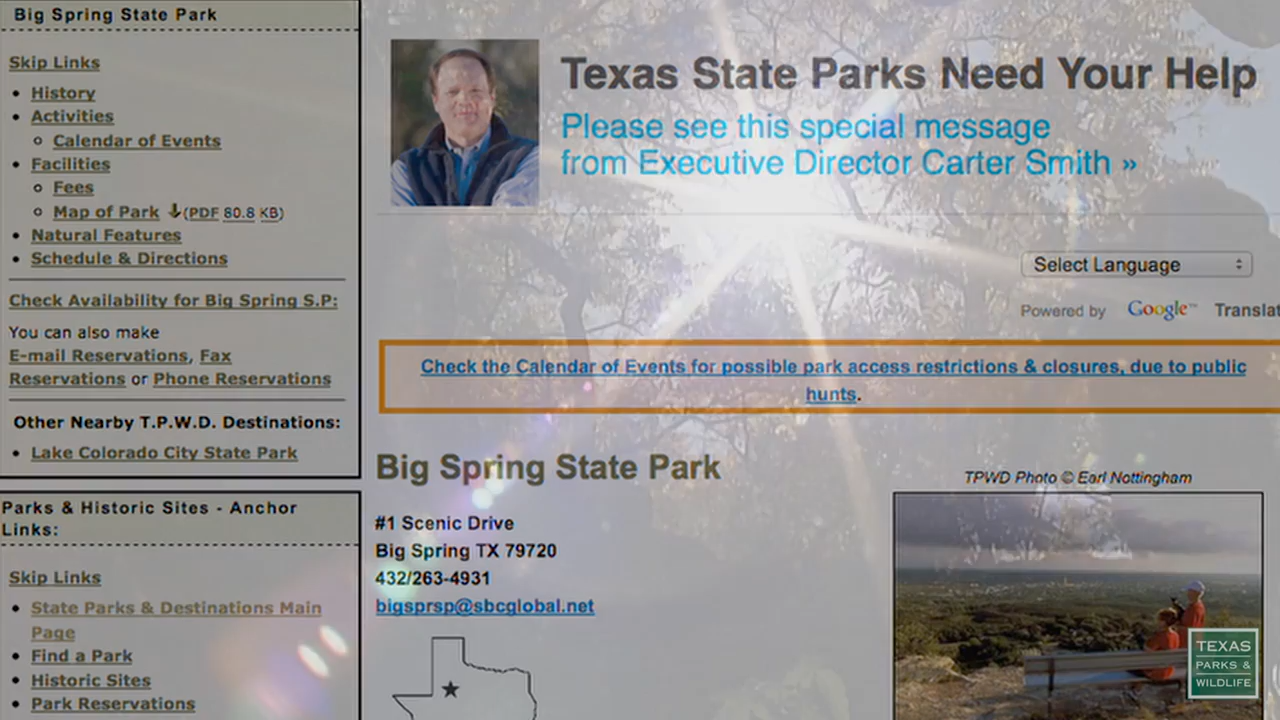 Big Spring State Park
Skip Links
History
Activities
Calendar of Events
Facilities
Fees
Map of Park (PDF 80.8 KB)
Natural Features
Schedule & Directions
Check Availability for Big Spring S.P:
You can also make
E-mail Reservations, Fax
Reservations or Phone Reservations
Other Nearby T.P.W.D. Destinations:
Lake Colorado City State Park
Parks & Historic Sites - Anchor
Links:
Skip Links
State Parks & Destinations Main
Page
Find a Park
Historic Sites
Park Reservations
Texas State Parks Need Your Help
Please see this special message
from Executive Director Carter Smith »
Select Language
Powered by Google™ Translat
Check the Calendar of Events for possible park access restrictions & closures, due to public
hunts.
Big Spring State Park
#1 Scenic Drive
Big Spring TX 79720
432/263-4931
bigsprsp@sbcglobal.net
TPWD Photo © Earl Nottingham
TEXAS
PARKS &
WILDLIFE